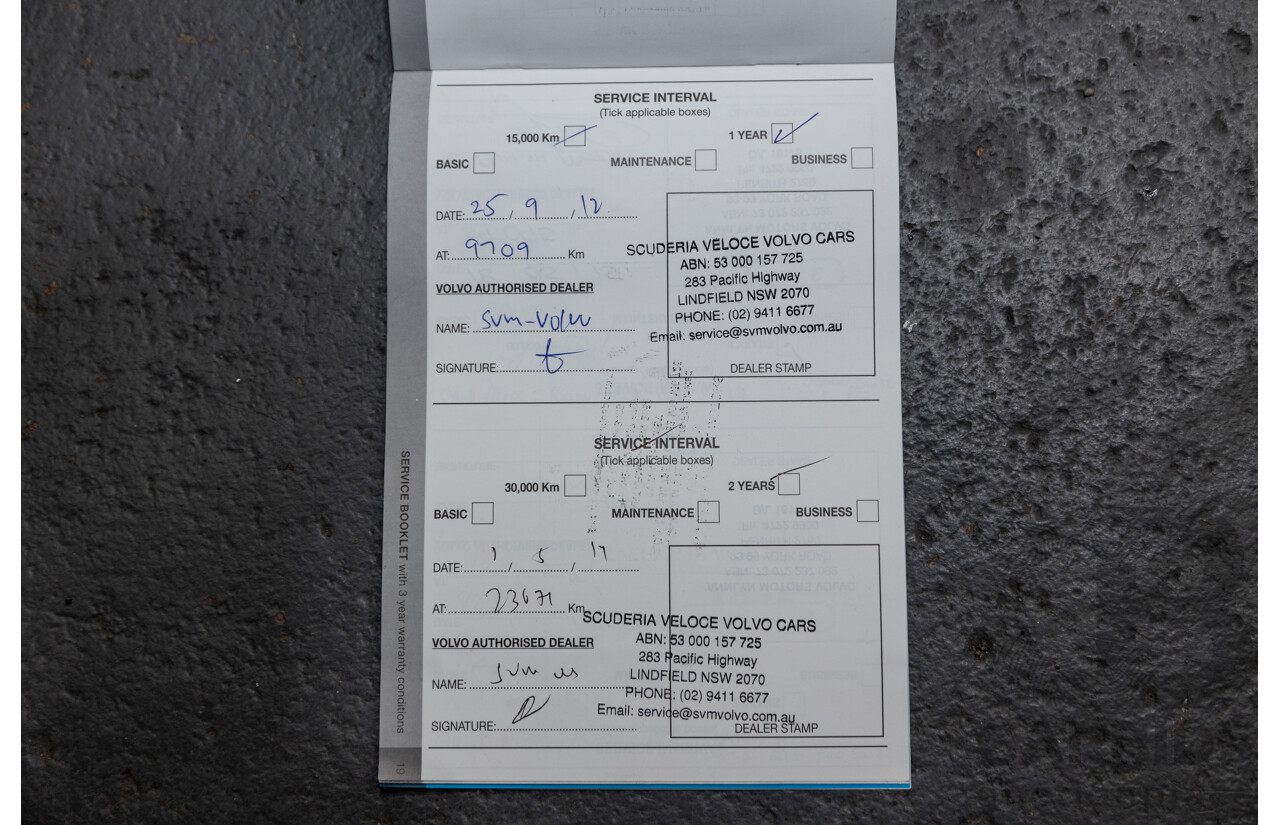 SERVICE INTERVAL
(Tick applicable boxes)
15,000 Km 1 YEAR
BASIC MAINTENANCE BUSINESS
DATE: 25 / 9 / 12
AT: 9709 Km
VOLVO AUTHORISED DEALER
NAME: SVM-Volvo
SIGNATURE:
SCUDERIA VELOCE VOLVO CARS
ABN: 53 000 157 725
283 Pacific Highway
LINDFIELD NSW 2070
PHONE: (02) 9411 6677
Email: service@svmvolvo.com.au
DEALER STAMP
SERVICE INTERVAL
(Tick applicable boxes)
30,000 Km 2 YEARS
BASIC MAINTENANCE BUSINESS
DATE: 1 / 5 / 14
AT: 23671 Km
VOLVO AUTHORISED DEALER
NAME: SVM
SIGNATURE:
SCUDERIA VELOCE VOLVO CARS
ABN: 53 000 157 725
283 Pacific Highway
LINDFIELD NSW 2070
PHONE: (02) 9411 6677
Email: service@svmvolvo.com.au
DEALER STAMP
SERVICE BOOKLET with 3 year warranty conditions
19